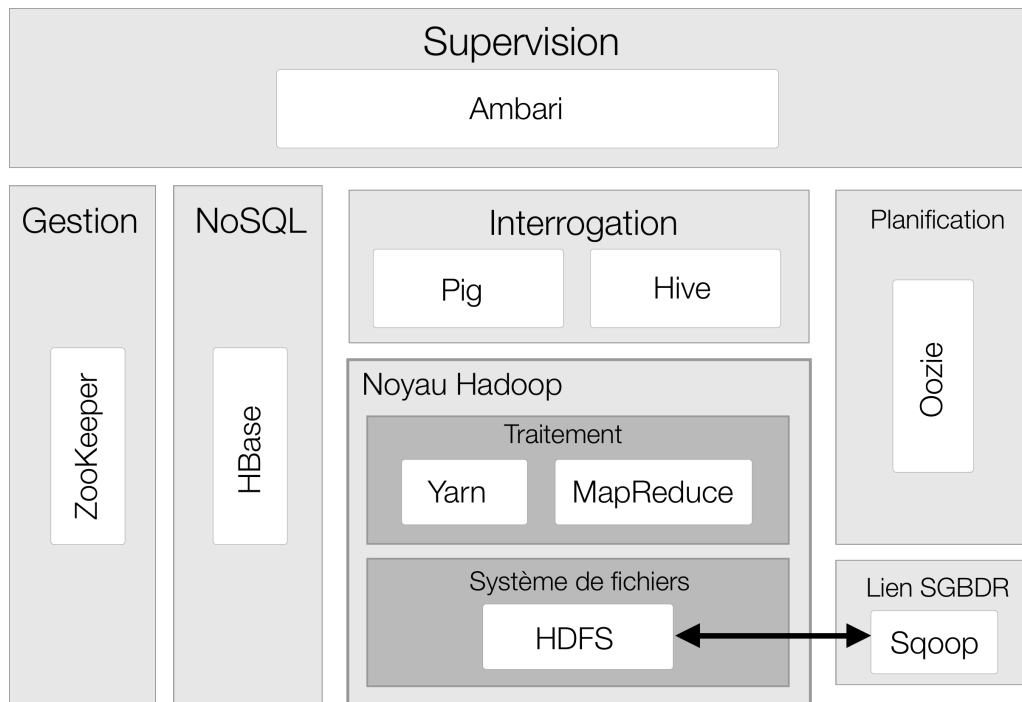 Supervision
Ambari
Gestion
ZooKeeper
NoSQL
HBase
Interrogation
Pig
Hive
Noyau Hadoop
Traitement
Yarn
MapReduce
Système de fichiers
HDFS
Planification
Oozie
Lien SGBDR
Sqoop